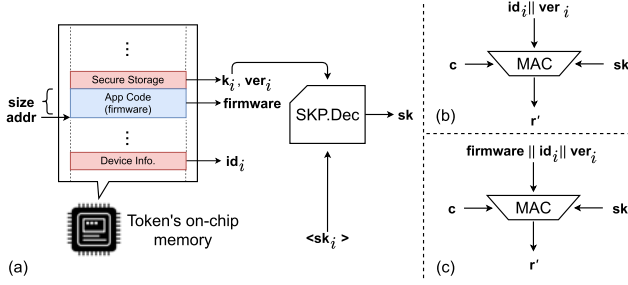 ⋮
Secure Storage
k_i, ver_i
size
addr
App Code
(firmware)
firmware
⋮
Device Info.
id_i
Token's on-chip
memory
(a)
SKP.Dec
sk
<sk_i >
id_i || ver_i
c
MAC
sk
r'
(b)
firmware || id_i || ver_i
c
MAC
sk
r'
(c)